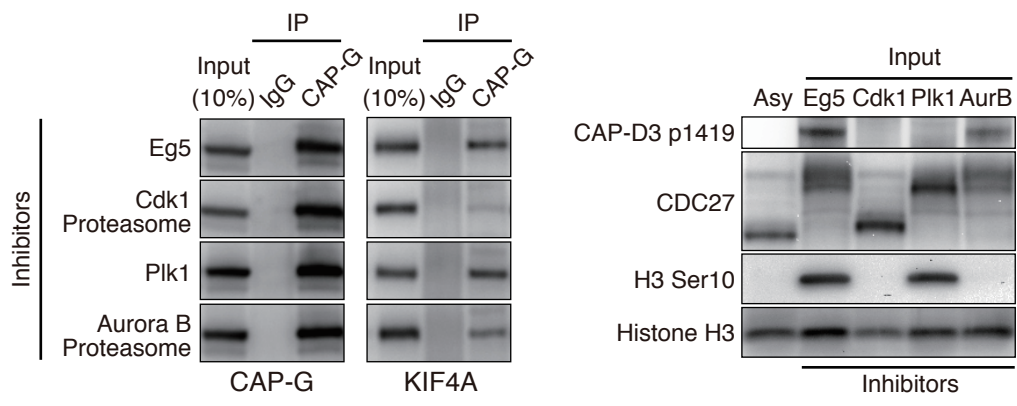 IP
IP
Input
(10%)
IgG
CAP-G
Input
(10%)
IgG
CAP-G
Inhibitors
Eg5
Cdk1
Proteasome
Plk1
Aurora B
Proteasome
CAP-G
KIF4A
Input
Asy Eg5 Cdk1 Plk1 AurB
CAP-D3 p1419
CDC27
H3 Ser10
Histone H3
Inhibitors